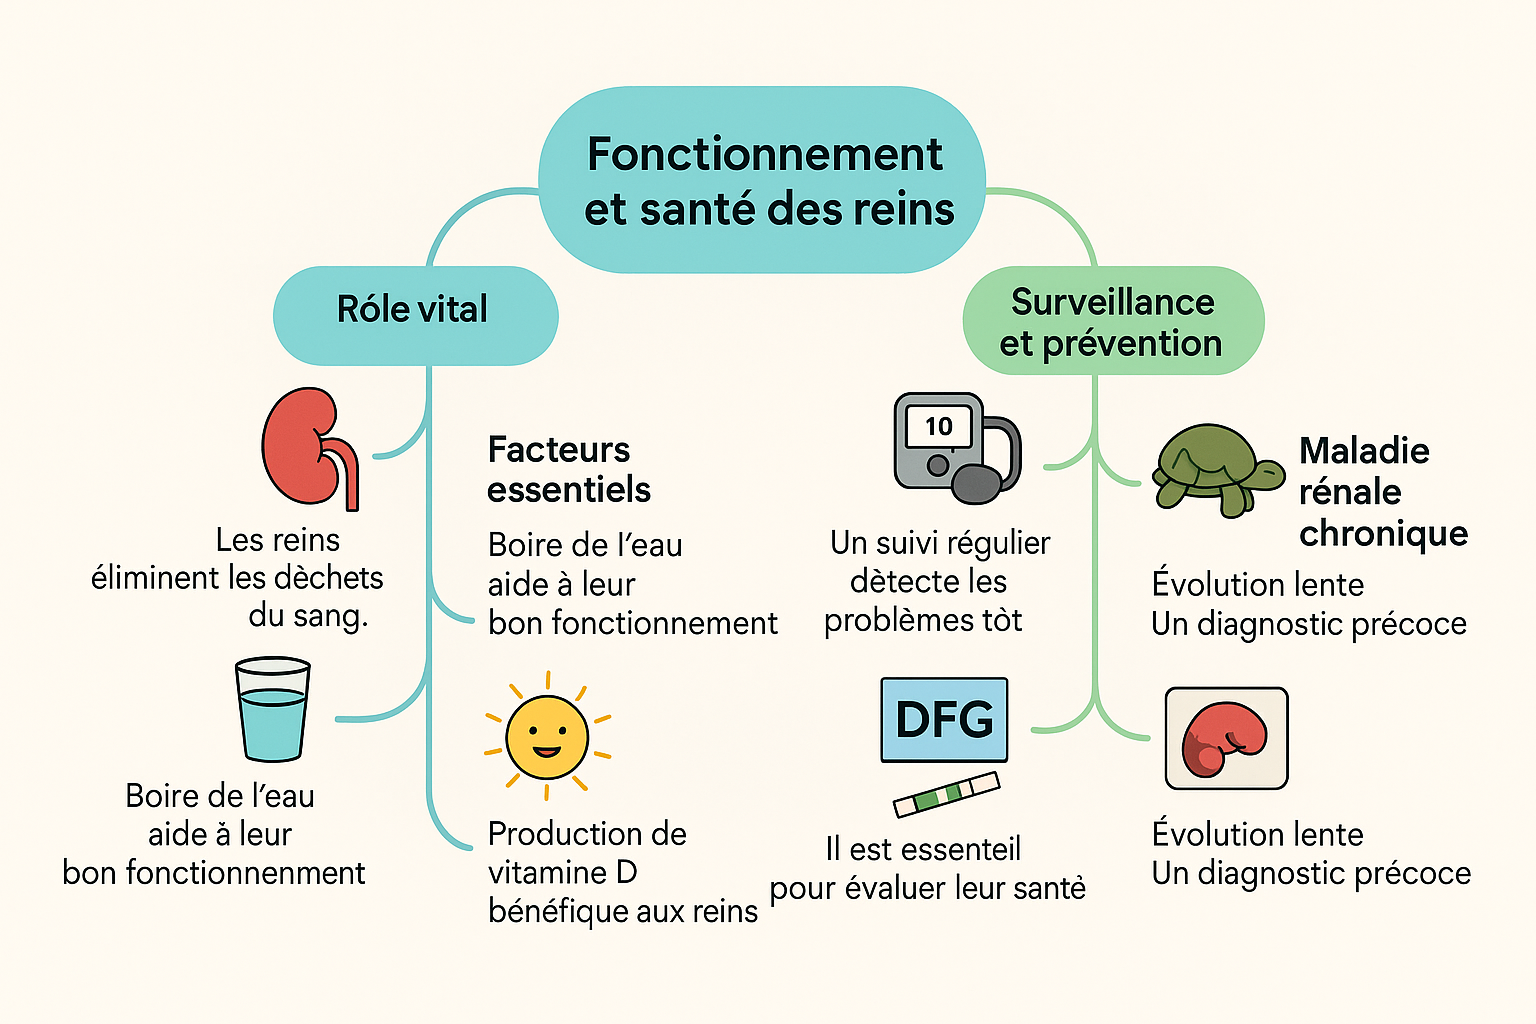 Fonctionnement
et santé des reins
Róle vital
Les reins
éliminent les dèchets
du sang.
Facteurs
essentiels
Boire de l'eau
aide à leur
bon fonctionnement
Boire de l'eau
aide à leur
bon fonctionnenment
Production de
vitamine D
bénéfique aux reins
Surveillance
et prévention
10
Un suivi régulier
dètecte les
problèmes tòt
Maladie
rénale
chronique
Évolution lente
Un diagnostic précoce
DFG
Il est essenteil
pour évaluer leur santè
Évolution lente
Un diagnostic précoce